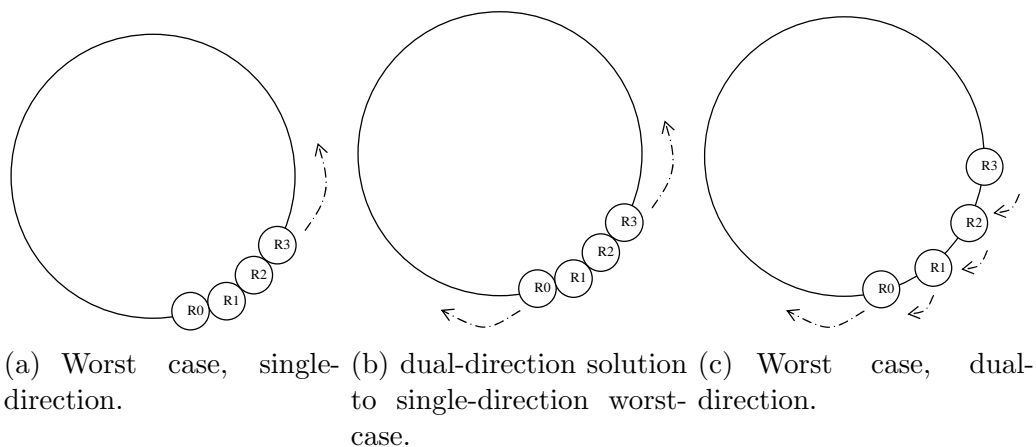 R0
R1
R2
R3
R0
R1
R2
R3
R0
R1
R2
R3
(a) Worst case, single-
direction.
(b) dual-direction solution
to single-direction worst-
case.
(c) Worst case, dual-
direction.